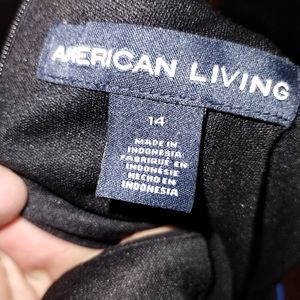 AMERICAN LIVING
14
MADE IN
INDONESIA
FABRIQUÉ EN
INDONÉSIE
HECHO EN
INDONESIA